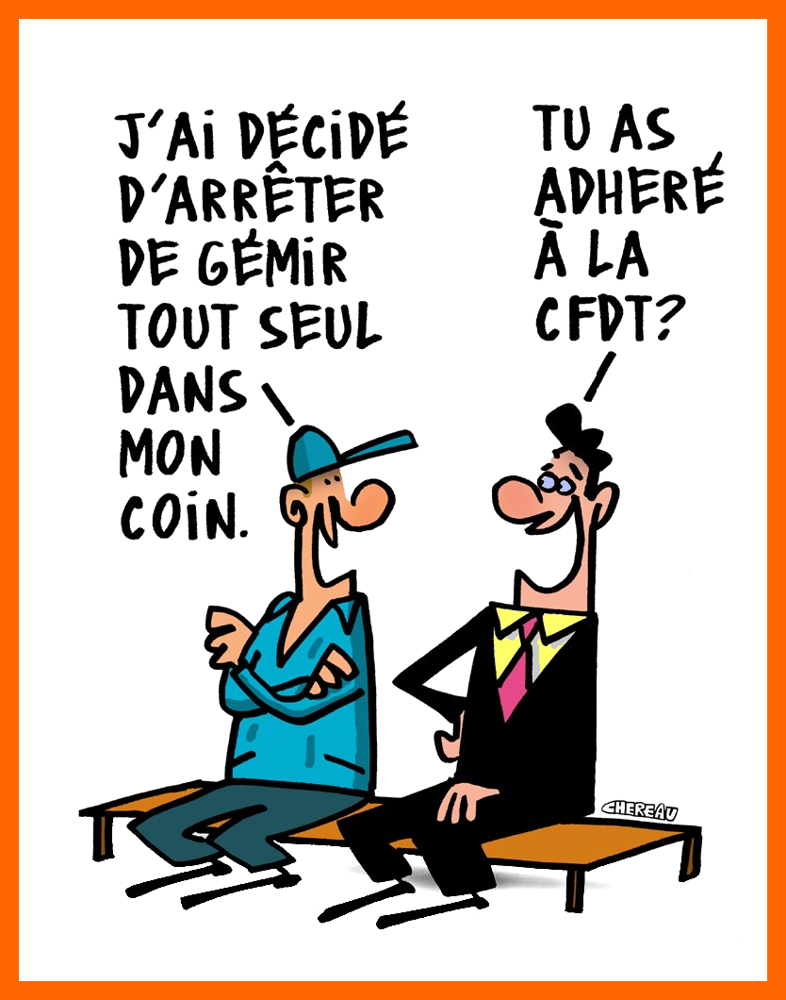 J'Ai DÉCiDÉ
D'ARRÊTER
DE GÉMiR
TOUT SEUL
DANS
MON
COiN.
TU AS
ADHERÉ
À LA
CFDT?
CHEREAU